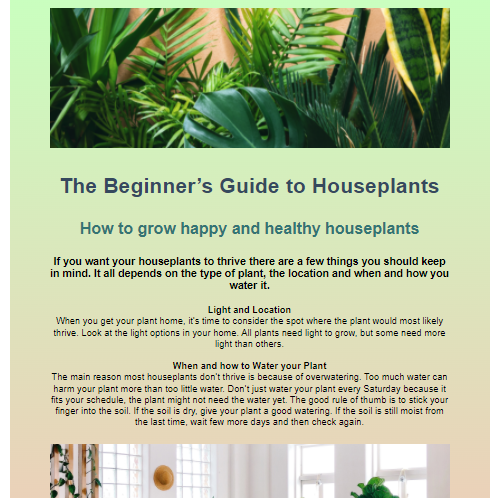 The Beginner’s Guide to Houseplants
How to grow happy and healthy houseplants
If you want your houseplants to thrive there are a few things you should keep
in mind. It all depends on the type of plant, the location and when and how you
water it.
Light and Location
When you get your plant home, it's time to consider the spot where the plant would most likely
thrive. Look at the light options in your home. All plants need light to grow, but some need more
light than others.
When and how to Water your Plant
The main reason most houseplants don't thrive is because of overwatering. Too much water can
harm your plant more than too little water. Don't just water your plant every Saturday because it
fits your schedule, the plant might not need the water yet. The good rule of thumb is to stick your
finger into the soil. If the soil is dry, give your plant a good watering. If the soil is still moist from
the last time, wait few more days and then check again.